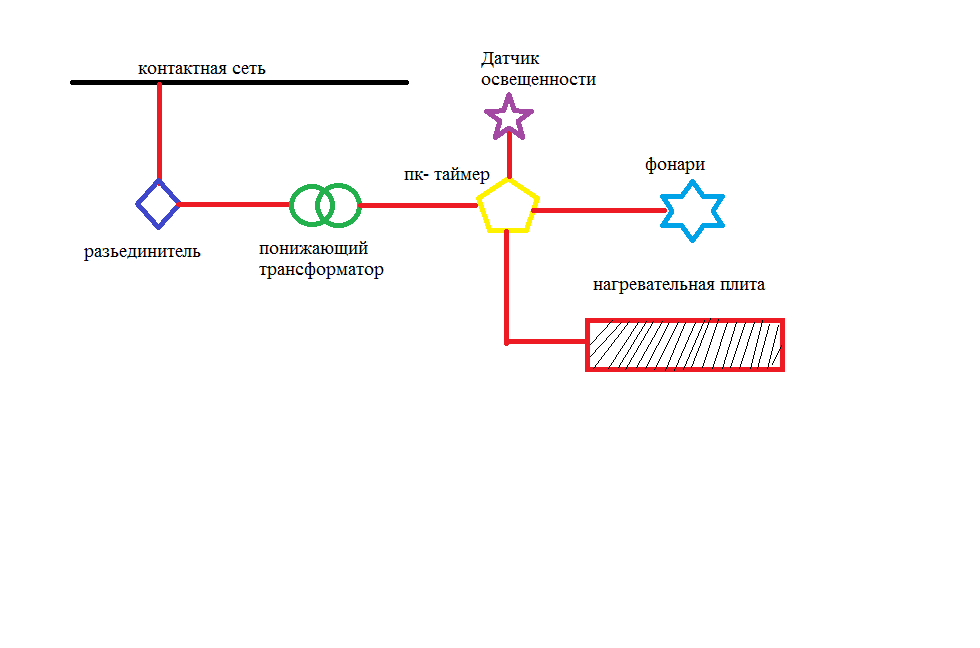 контактная сеть
Датчик
освещенности
пк- таймер
фонари
разьединитель
понижающий
трансформатор
нагревательная плита